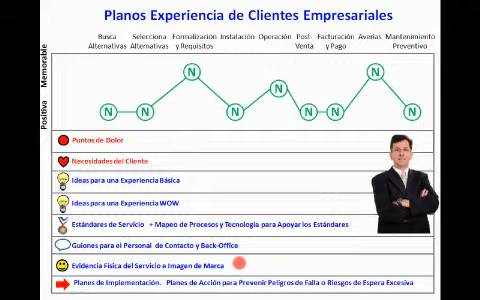 Planos Experiencia de Clientes Empresariales
Busca Alternativas
Selecciona Alternativas
Formalización y Requisitos
Instalación
Operación
Post-Venta
Facturación y Pago
Averías
Mantenimiento Preventivo
Memorable
Positiva
N N N N N N N N N
Puntos de Dolor
Necesidades del Cliente
Ideas para una Experiencia Básica
Ideas para una Experiencia WOW
Estándares de Servicio + Mapeo de Procesos y Tecnología para Apoyar los Estándares
Guiones para el Personal de Contacto y Back-Office
Evidencia Física del Servicio e Imagen de Marca
Planes de Implementación. Planes de Acción para Prevenir Peligros de Falla o Riesgos de Espera Excesiva